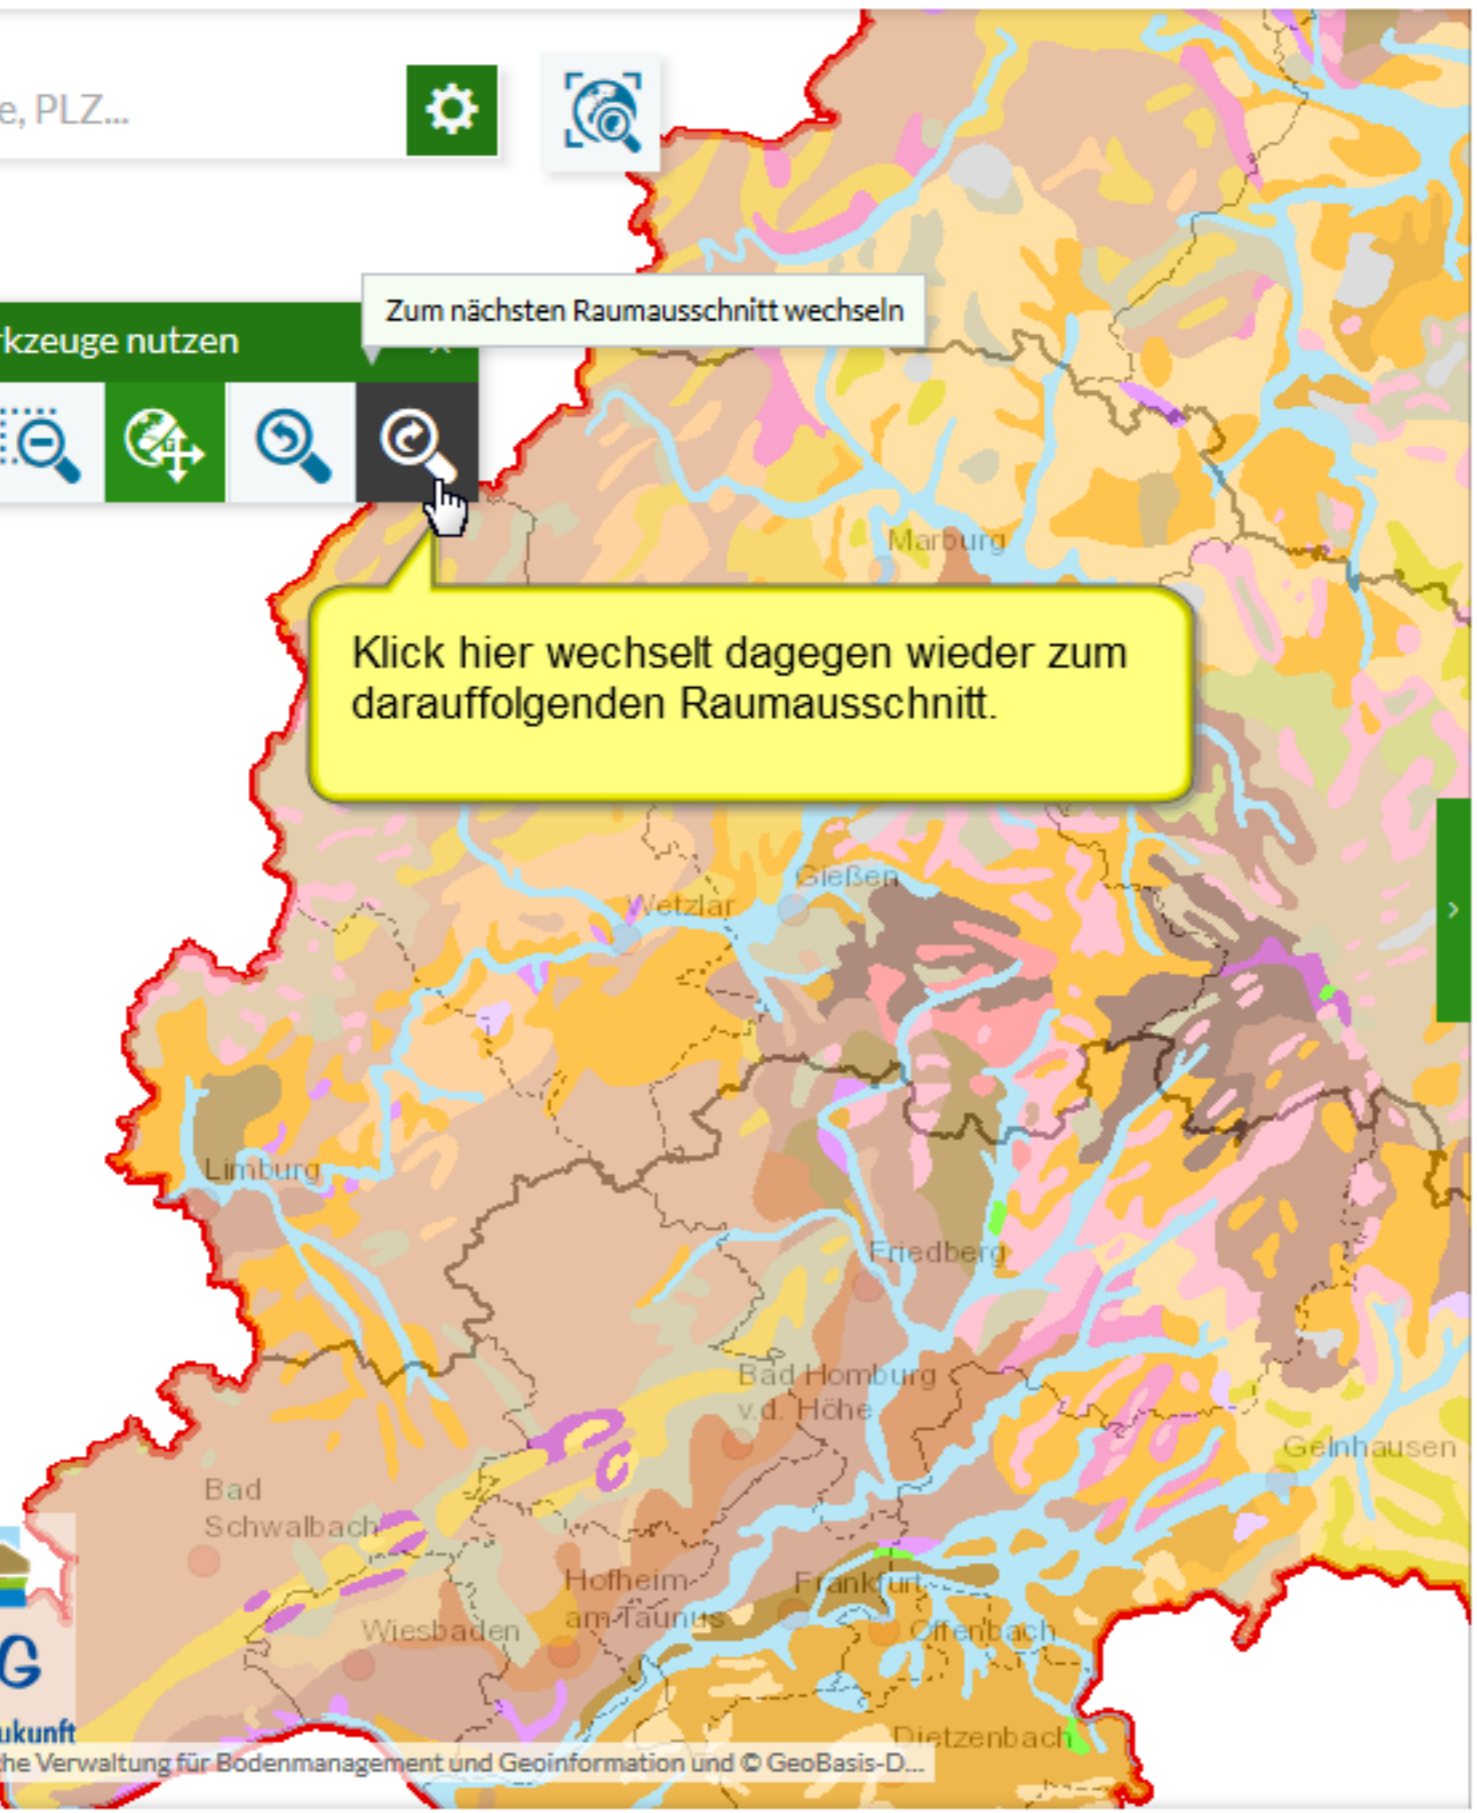 e, PLZ...
Zum nächsten Raumausschnitt wechseln
rkzeuge nutzen
Marburg
Klick hier wechselt dagegen wieder zum
darauffolgenden Raumausschnitt.
Gießen
Wetzlar
Limburg
Friedberg
Bad Homburg
v.d. Höhe
Gelnhausen
Bad
Schwalbach
Hofheim
am Taunus
Frankfurt
Wiesbaden
Offenbach
G
ukunft
Dietzenbach
he Verwaltung für Bodenmanagement und Geoinformation und © GeoBasis-D...